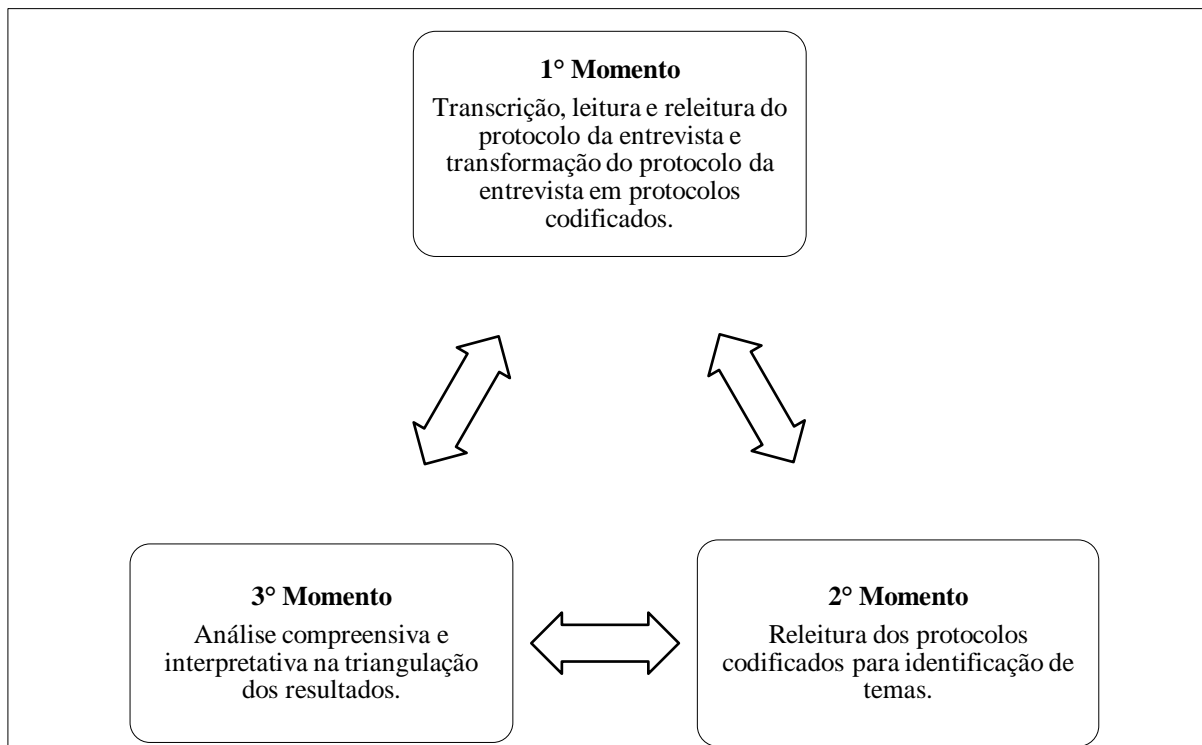 1° Momento
Transcrição, leitura e releitura do
protocolo da entrevista e
transformação do protocolo da
entrevista em protocolos
codificados.
3° Momento
Análise compreensiva e
interpretativa na triangulação
dos resultados.
2° Momento
Releitura dos protocolos
codificados para identificação de
temas.